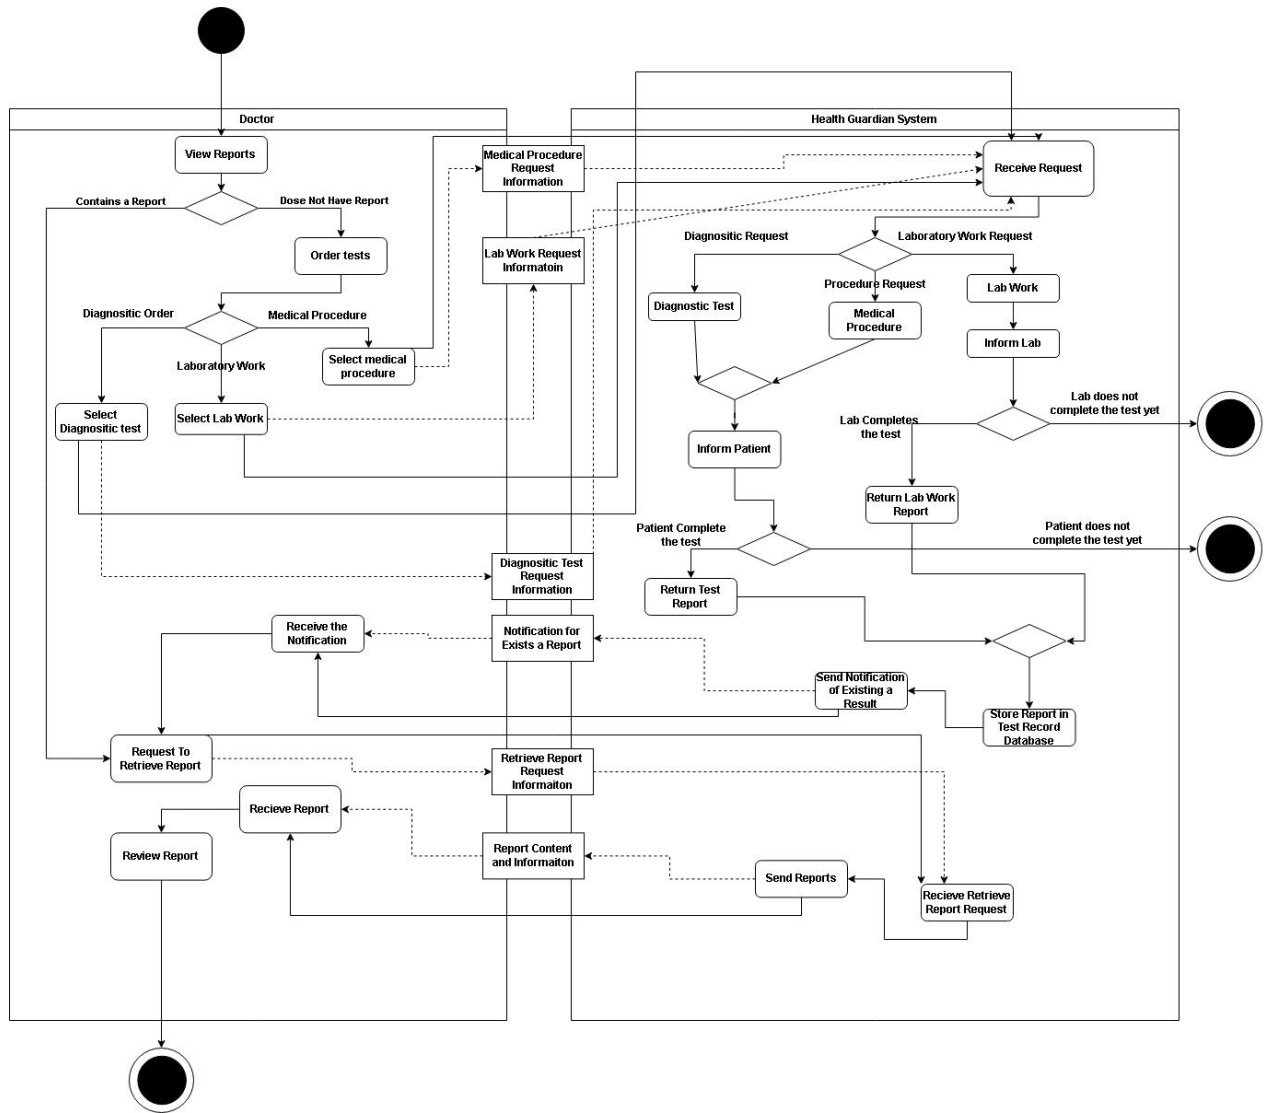 Doctor
Health Guardian System
View Reports
Medical Procedure
Request
Information
Receive Request
Contains a Report
Dose Not Have Report
Order tests
Lab Work Request
Informatoin
Diagnositic Request
Laboratory Work Request
Procedure Request
Diagnostic Test
Medical
Procedure
Lab Work
Inform Lab
Diagnositic Order
Medical Procedure
Laboratory Work
Select medical
procedure
Select
Diagnositic test
Select Lab Work
Lab Completes
the test
Lab does not
complete the test yet
Inform Patient
Return Lab Work
Report
Patient Complete
the test
Patient does not
complete the test yet
Diagnositic Test
Request
Information
Return Test
Report
Receive the
Notification
Notification for
Exists a Report
Send Notification
of Existing a
Result
Store Report in
Test Record
Database
Request To
Retrieve Report
Retrieve Report
Request
Informaiton
Recieve Report
Review Report
Report Content
and Informaiton
Send Reports
Recieve Retrieve
Report Request